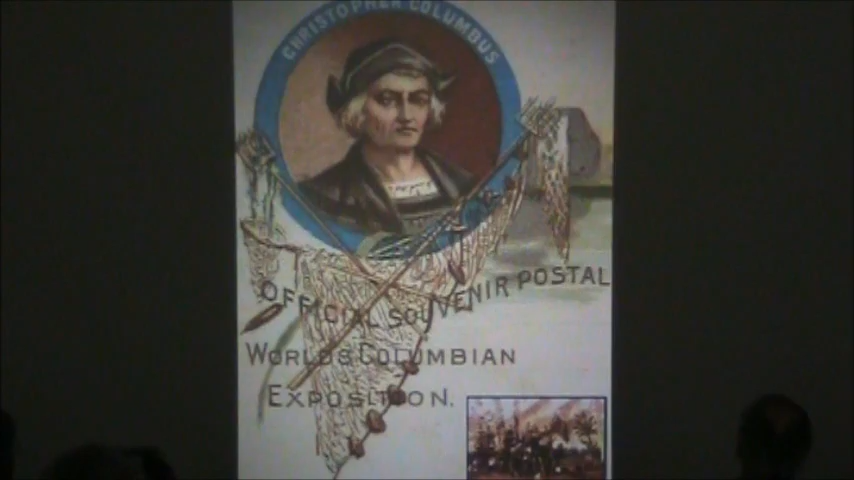 CHRISTOPHER COLUMBUS
OFFICIAL SOUVENIR POSTAL
WORLDS COLUMBIAN
EXPOSITION.